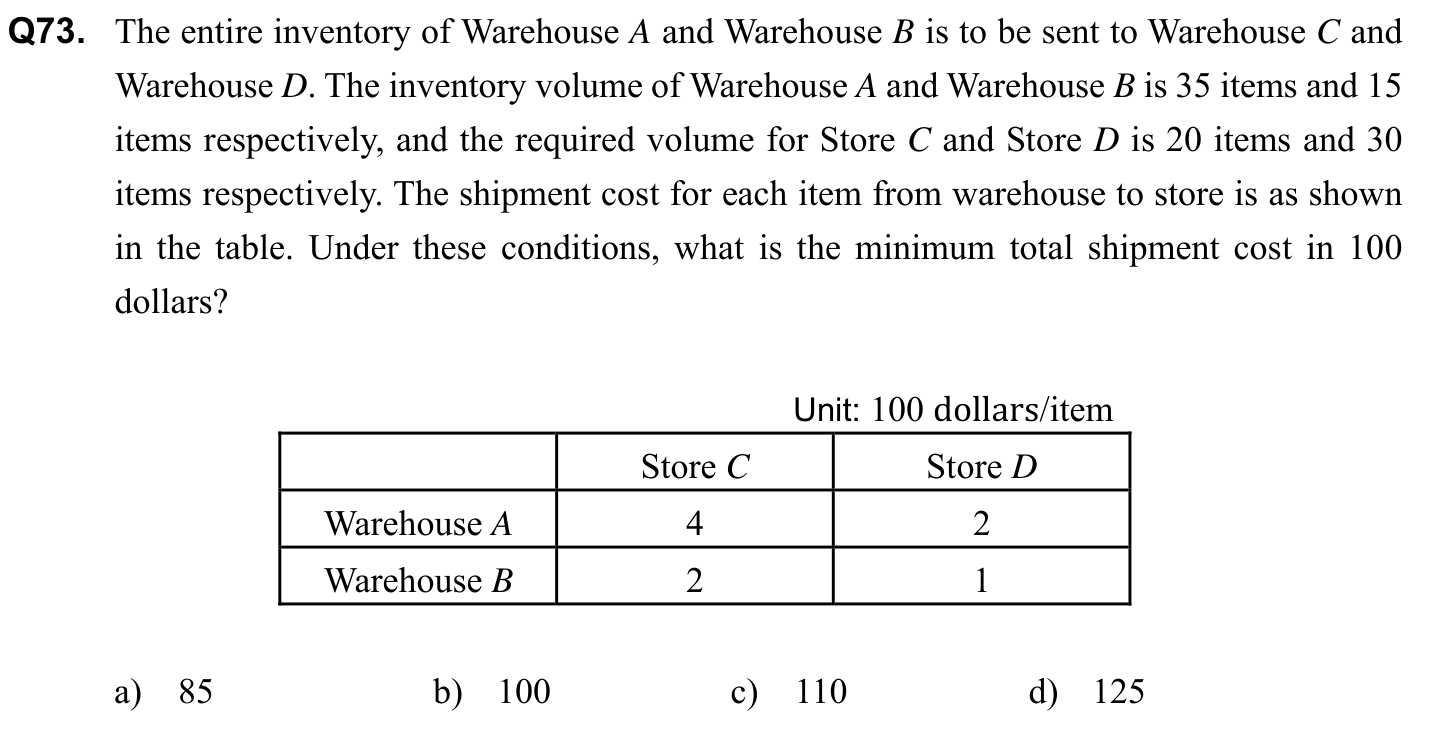 Q73. The entire inventory of Warehouse A and Warehouse B is to be sent to Warehouse C and
Warehouse D. The inventory volume of Warehouse A and Warehouse B is 35 items and 15
items respectively, and the required volume for Store C and Store D is 20 items and 30
items respectively. The shipment cost for each item from warehouse to store is as shown
in the table. Under these conditions, what is the minimum total shipment cost in 100
dollars?
Unit: 100 dollars/item
Store C Store D
Warehouse A 4 2
Warehouse B 2 1
a) 85 b) 100 c) 110 d) 125